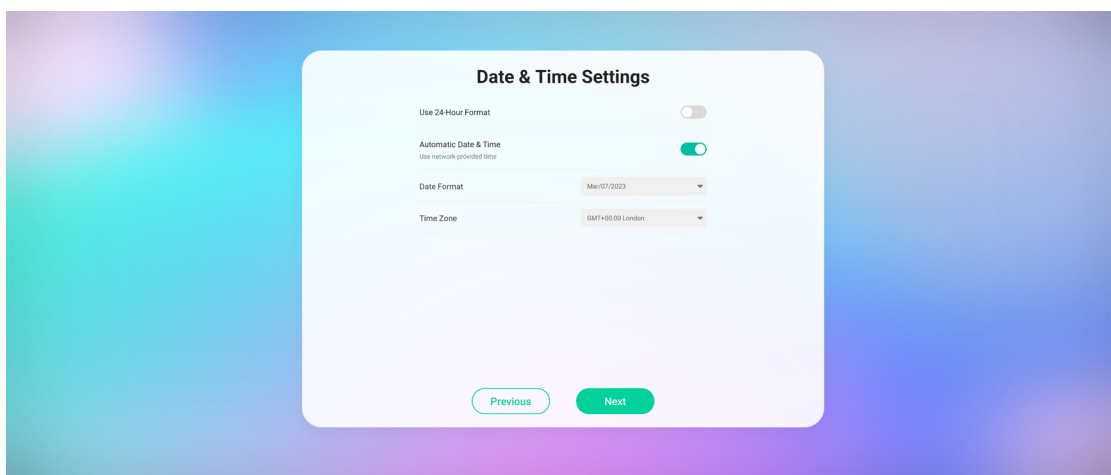 Date & Time Settings
Use 24-Hour Format
Automatic Date & Time
Use network-provided time
Date Format
Mar/07/2023
Time Zone
GMT+00:00 London
Previous
Next